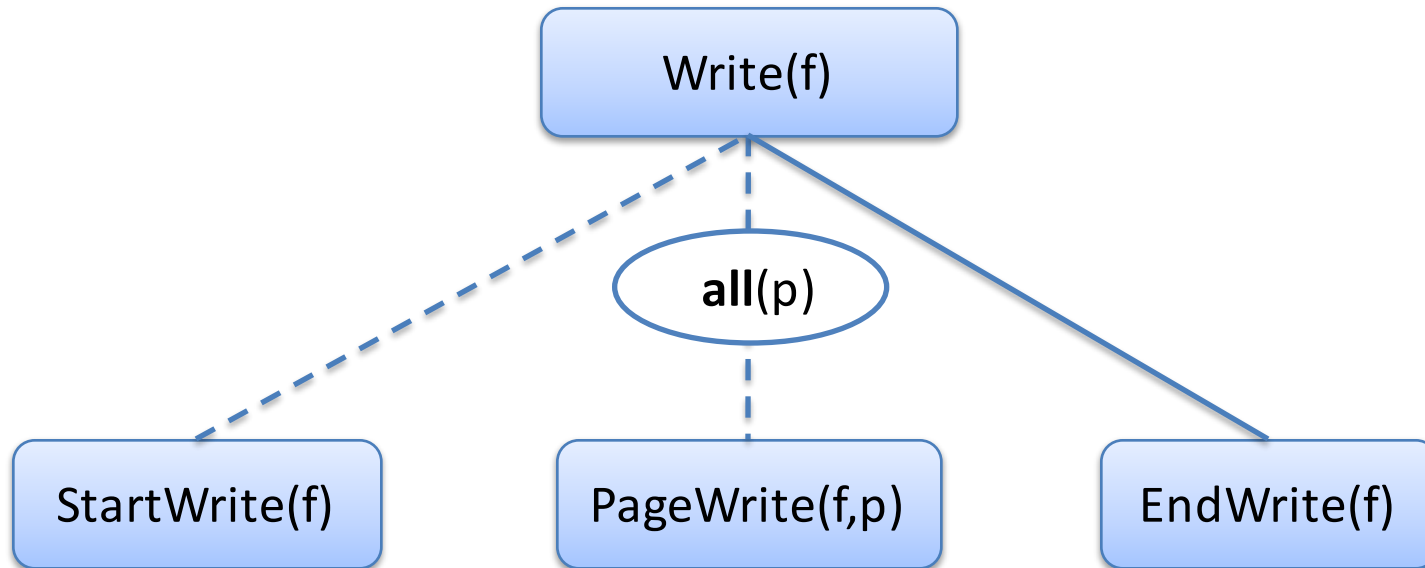 Write(f)
all(p)
StartWrite(f)
PageWrite(f,p)
EndWrite(f)